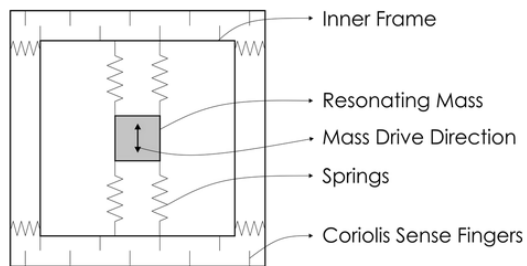 Inner Frame
Resonating Mass
Mass Drive Direction
Springs
Coriolis Sense Fingers